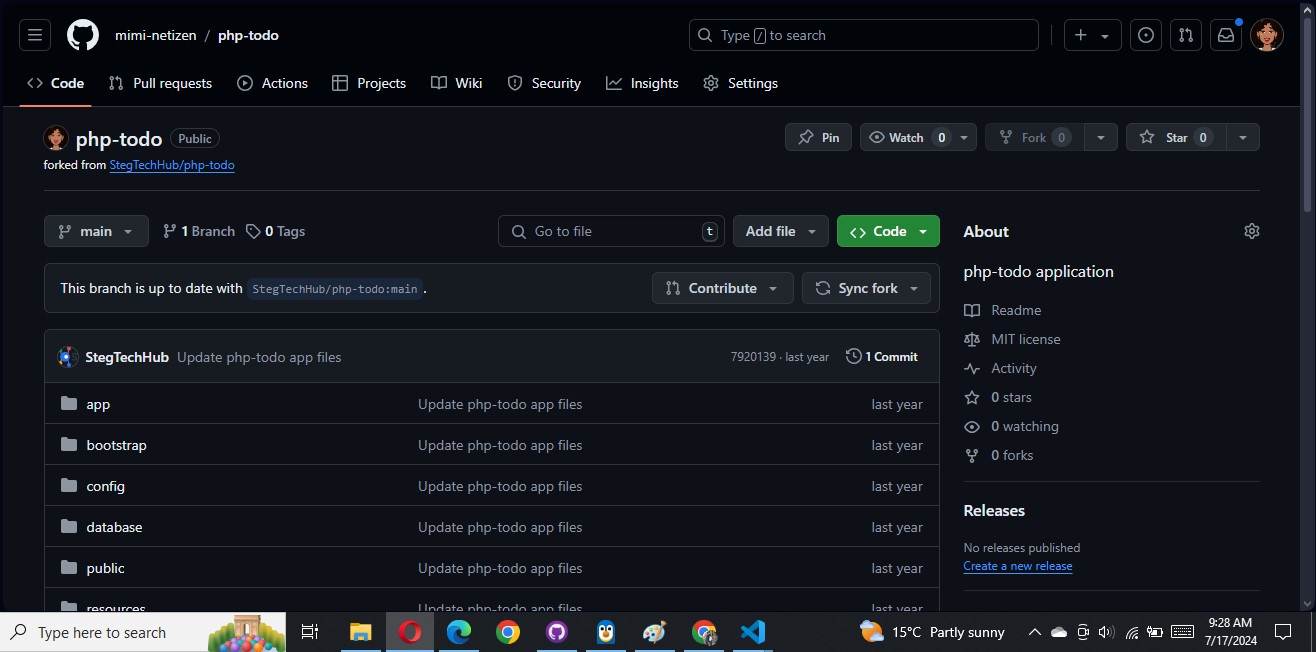 mimi-netizen / php-todo
Type / to search
Code Pull requests Actions Projects Wiki Security Insights Settings
php-todo Public
Pin Watch 0 Fork 0 Star 0
forked from StegTechHub/php-todo
main 1 Branch 0 Tags Go to file t Add file Code
This branch is up to date with StegTechHub/php-todo:main .
Contribute Sync fork
StegTechHub Update php-todo app files 7920139 · last year 1 Commit
app Update php-todo app files last year
bootstrap Update php-todo app files last year
config Update php-todo app files last year
database Update php-todo app files last year
public Update php-todo app files last year
resources Update php-todo app files last year
About
php-todo application
Readme
MIT license
Activity
0 stars
0 watching
0 forks
Releases
No releases published
Create a new release
Type here to search
15°C Partly sunny
9:28 AM
7/17/2024